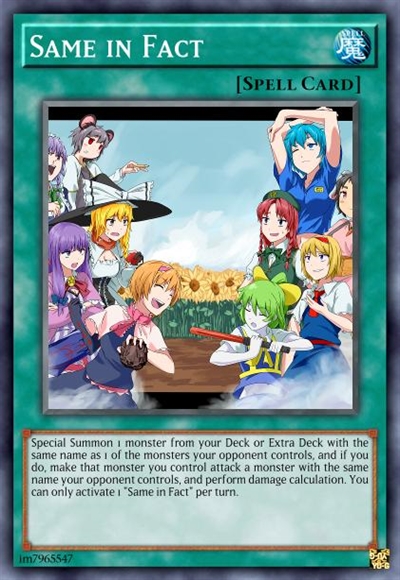 SAME IN FACT
SPELL
魔
[SPELL CARD]
Special Summon 1 monster from your Deck or Extra Deck with the
same name as 1 of the monsters your opponent controls, and if you
do, make that monster you control attack a monster with the same
name your opponent controls, and perform damage calculation. You
can only activate 1 "Same in Fact" per turn.
im7965547